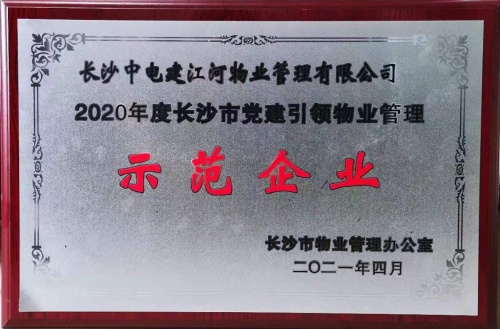 长沙中电建江河物业管理有限公司
2020年度长沙市党建引领物业管理
示范企业
长沙市物业管理办公室
二〇二一年四月